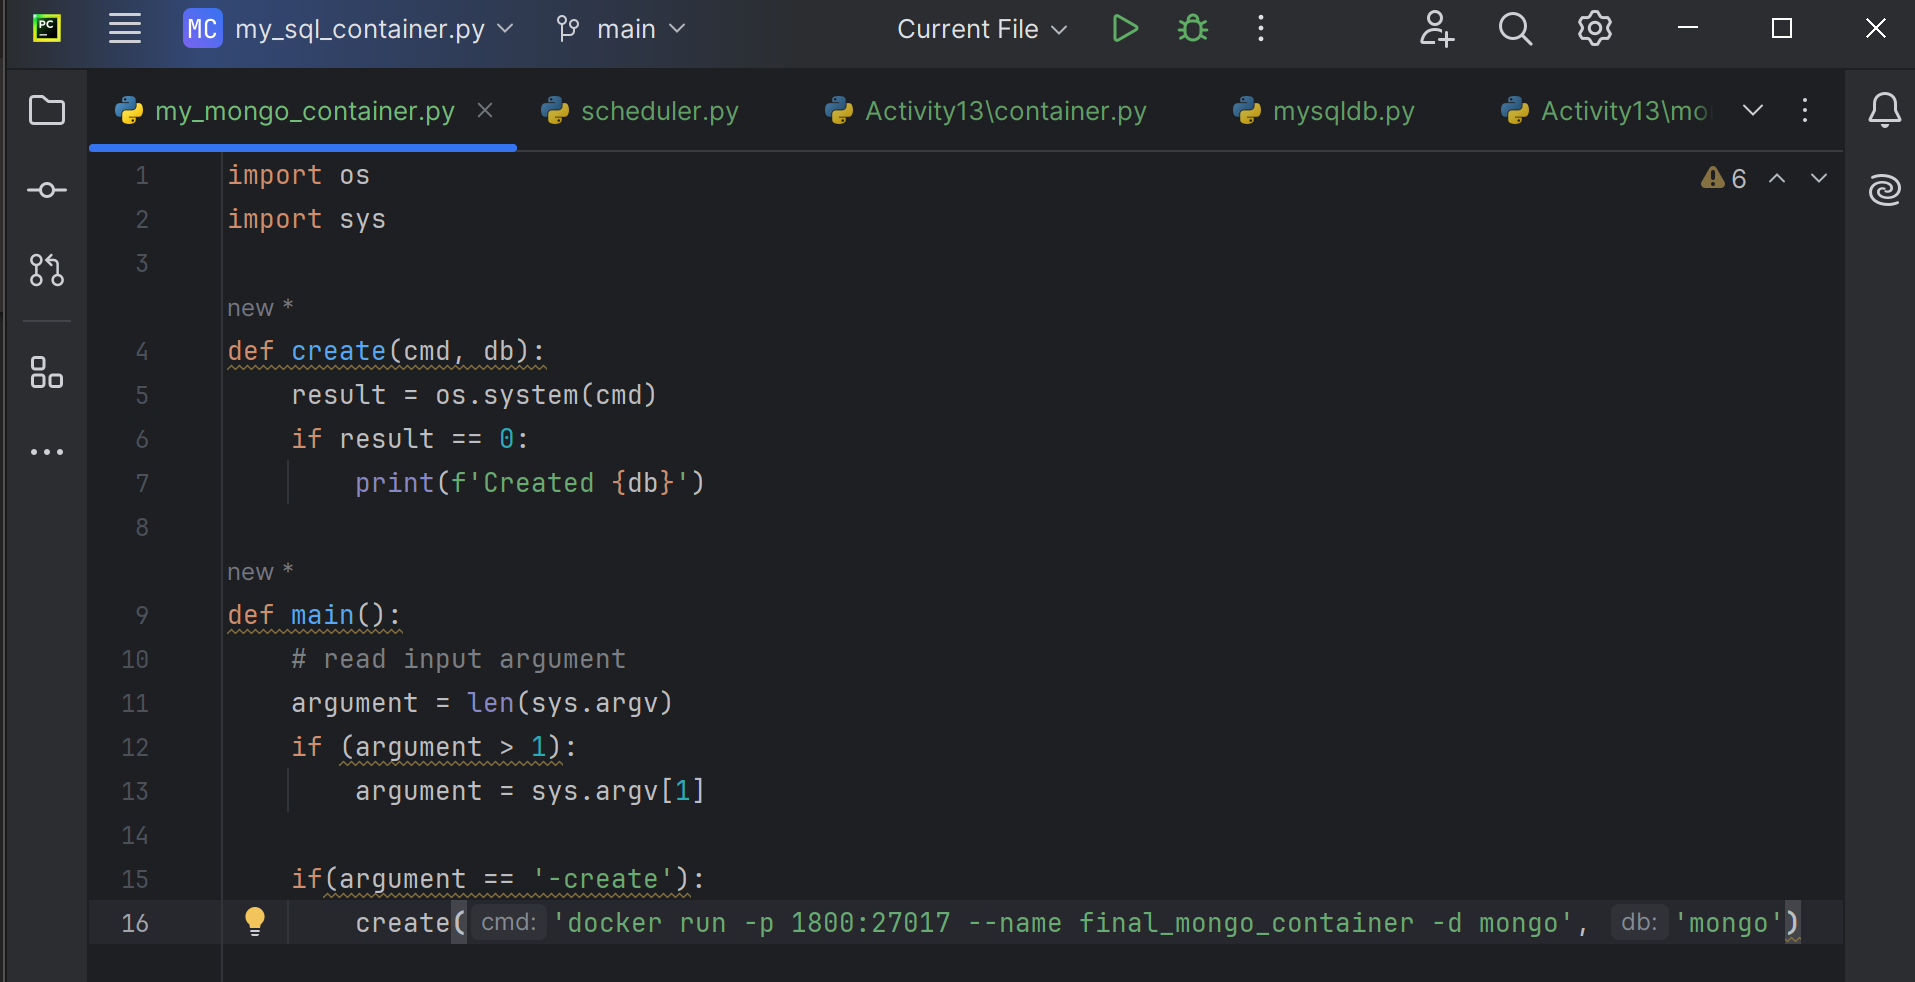 PC MC my_sql_container.py main Current File
my_mongo_container.py scheduler.py Activity13\container.py mysqldb.py Activity13\mo
1 import os 6
2 import sys
3
new *
4 def create(cmd, db):
5 result = os.system(cmd)
6 if result == 0:
7 print(f'Created {db}')
8
new *
9 def main():
10 # read input argument
11 argument = len(sys.argv)
12 if (argument > 1):
13 argument = sys.argv[1]
14
15 if(argument == '-create'):
16 create( cmd: 'docker run -p 1800:27017 --name final_mongo_container -d mongo', db: 'mongo')